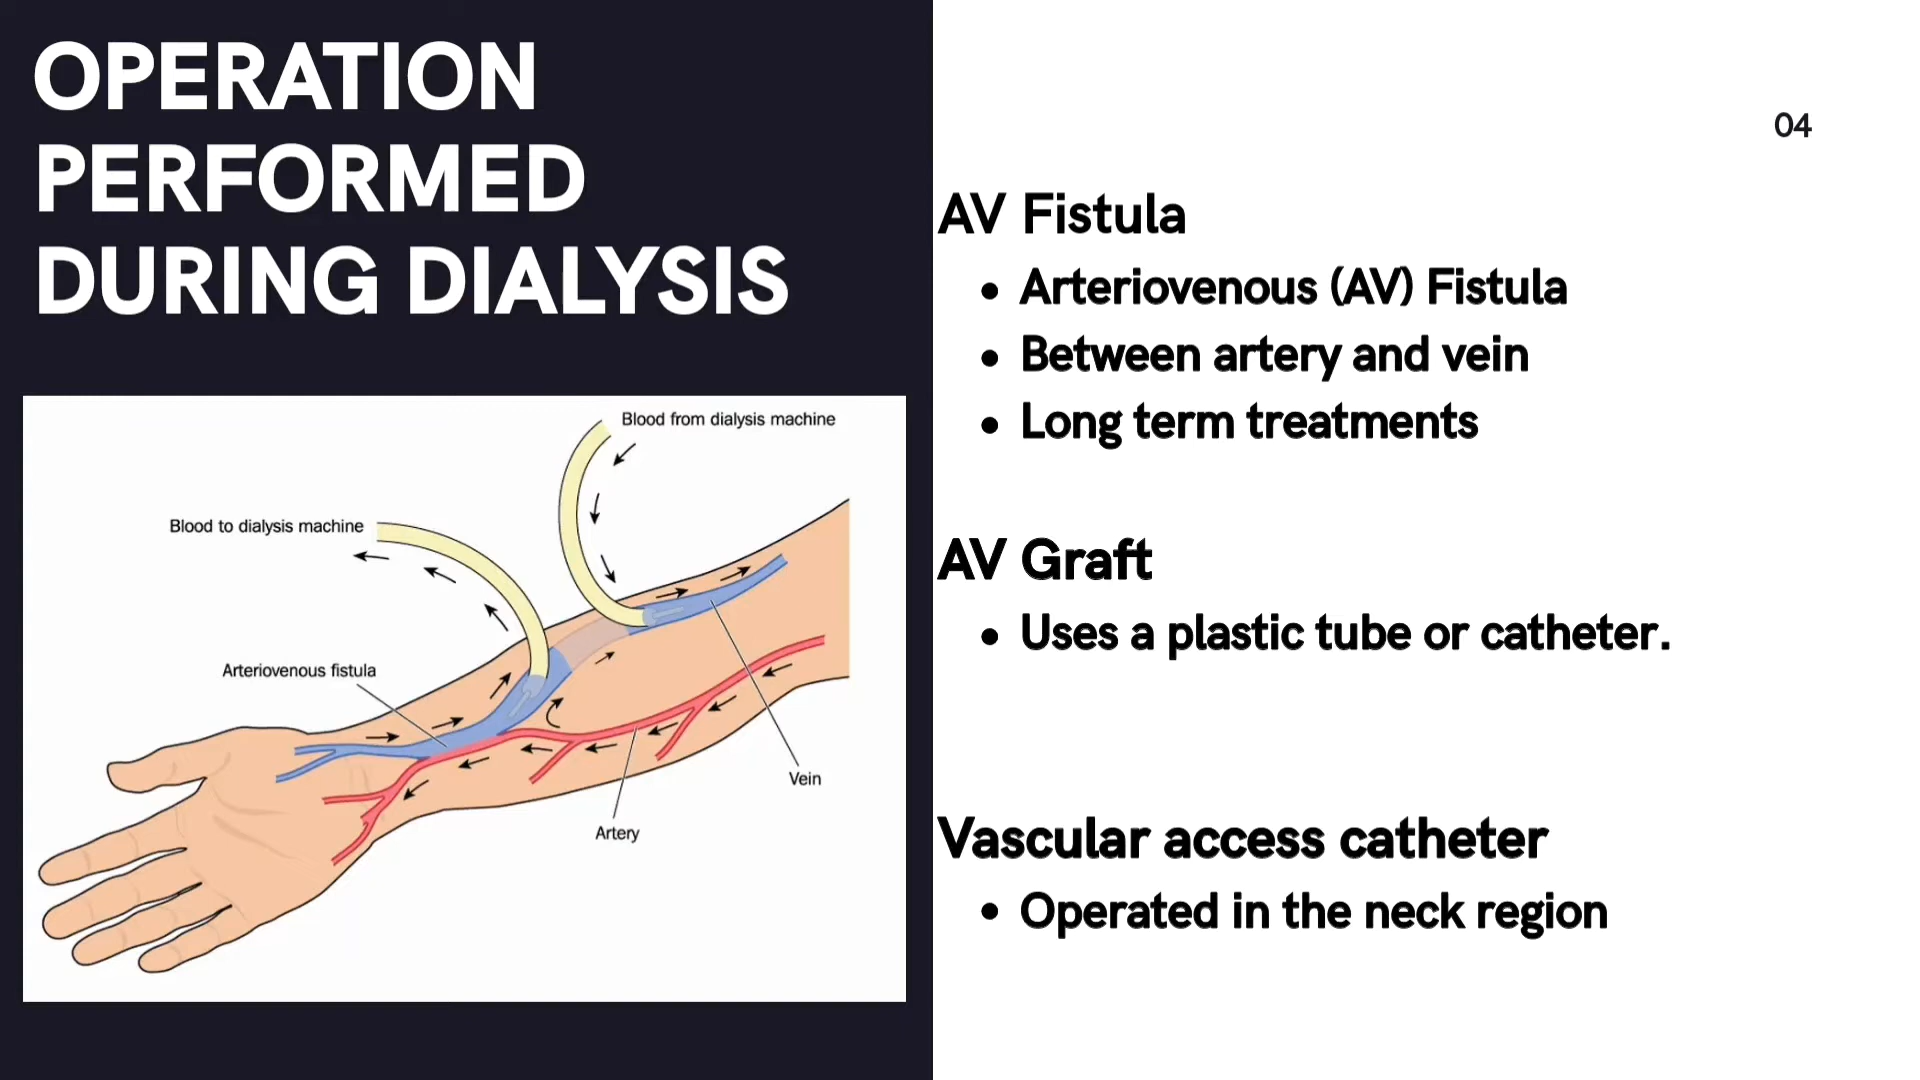 OPERATION
PERFORMED
DURING DIALYSIS
Blood from dialysis machine
Blood to dialysis machine
Arteriovenous fistula
Vein
Artery
04
AV Fistula
• Arteriovenous (AV) Fistula
• Between artery and vein
• Long term treatments
AV Graft
• Uses a plastic tube or catheter.
Vascular access catheter
• Operated in the neck region